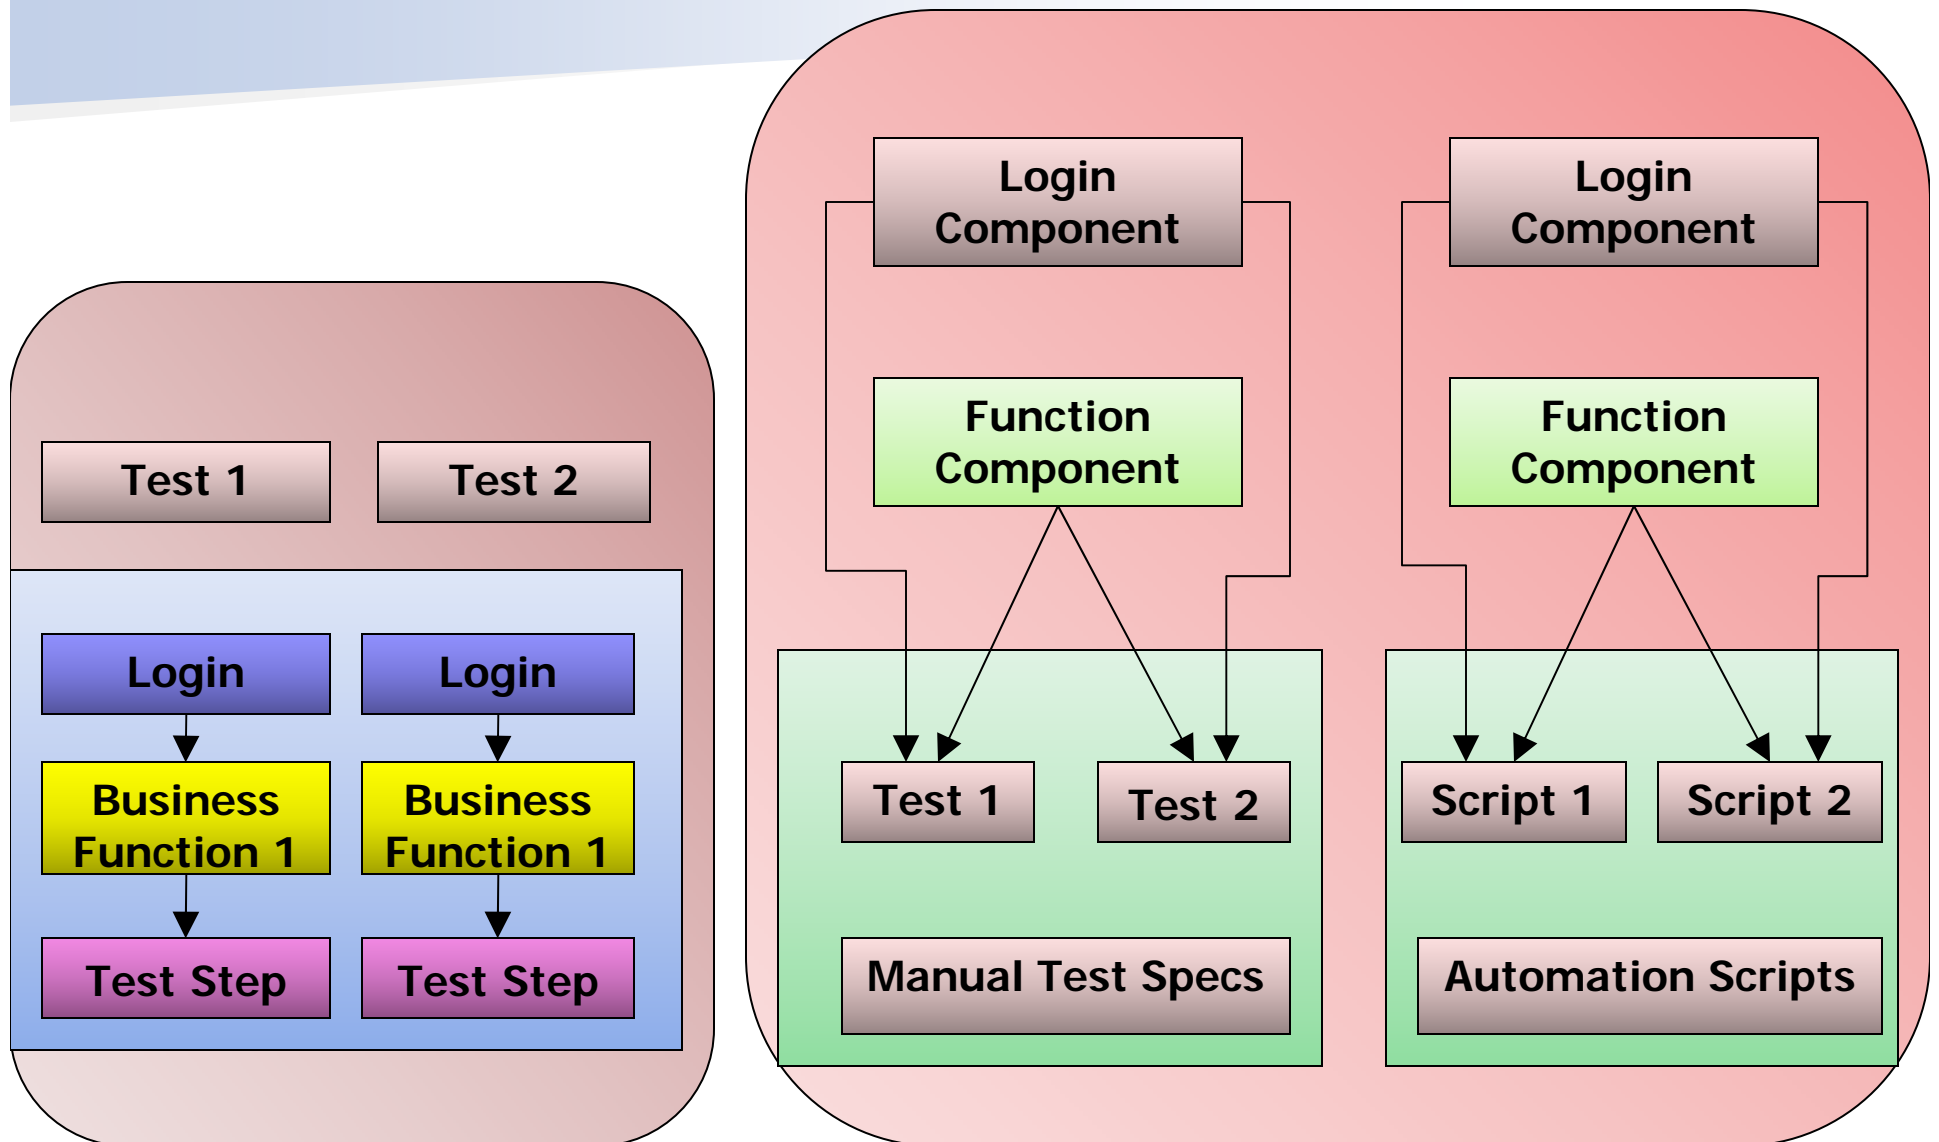 Test 1
Test 2
Login
Login
Business
Function 1
Business
Function 1
Test Step
Test Step
Login
Component
Login
Component
Function
Component
Function
Component
Test 1
Test 2
Script 1
Script 2
Manual Test Specs
Automation Scripts